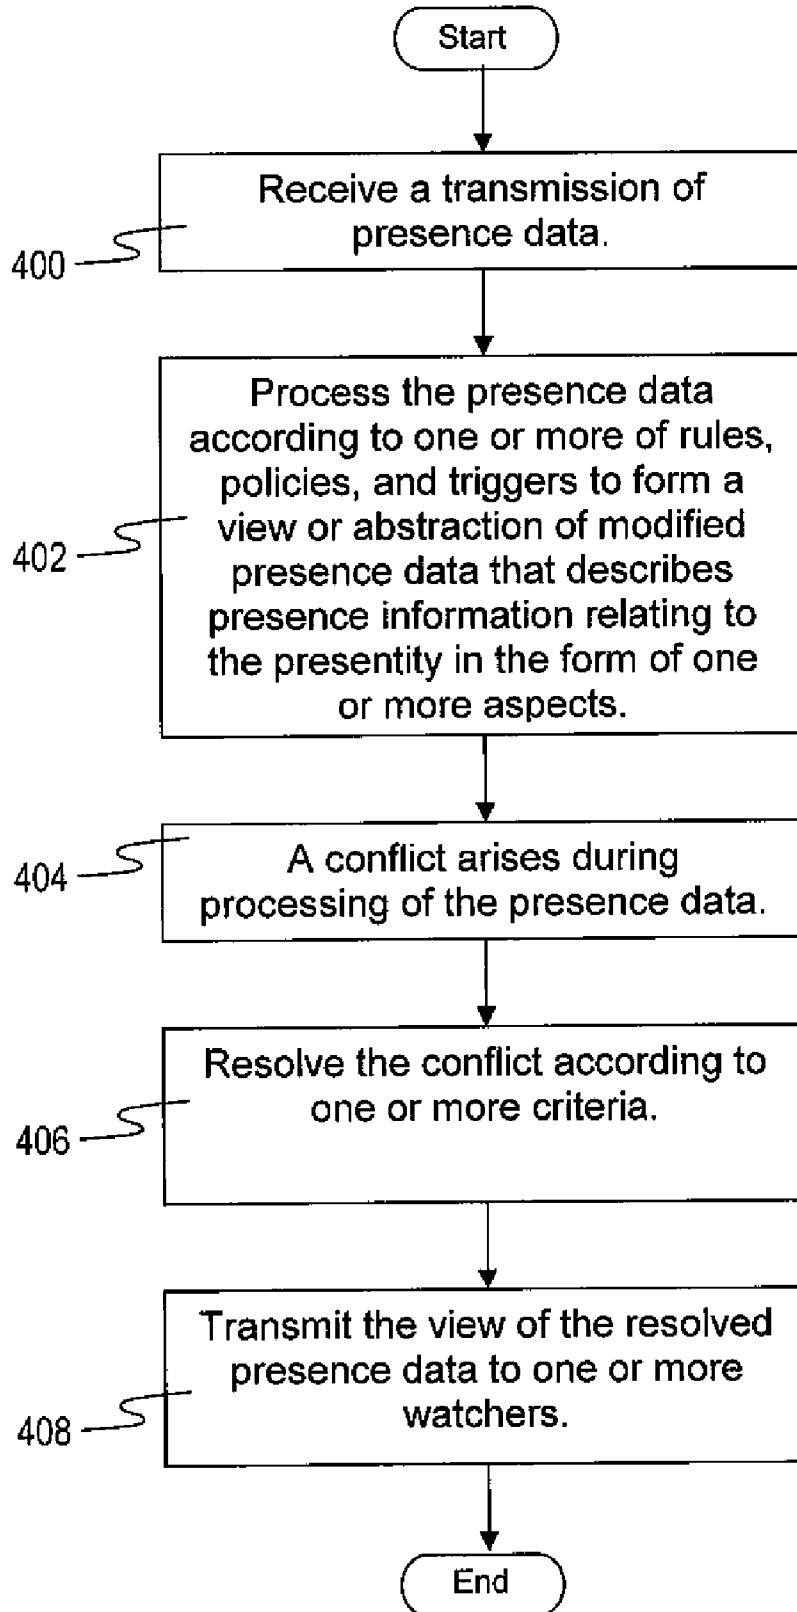 Start
Receive a transmission of
presence data.
400
Process the presence data
according to one or more of rules,
policies, and triggers to form a
view or abstraction of modified
presence data that describes
presence information relating to
the presentity in the form of one
or more aspects.
402
A conflict arises during
processing of the presence data.
404
Resolve the conflict according to
one or more criteria.
406
Transmit the view of the resolved
presence data to one or more
watchers.
408
End